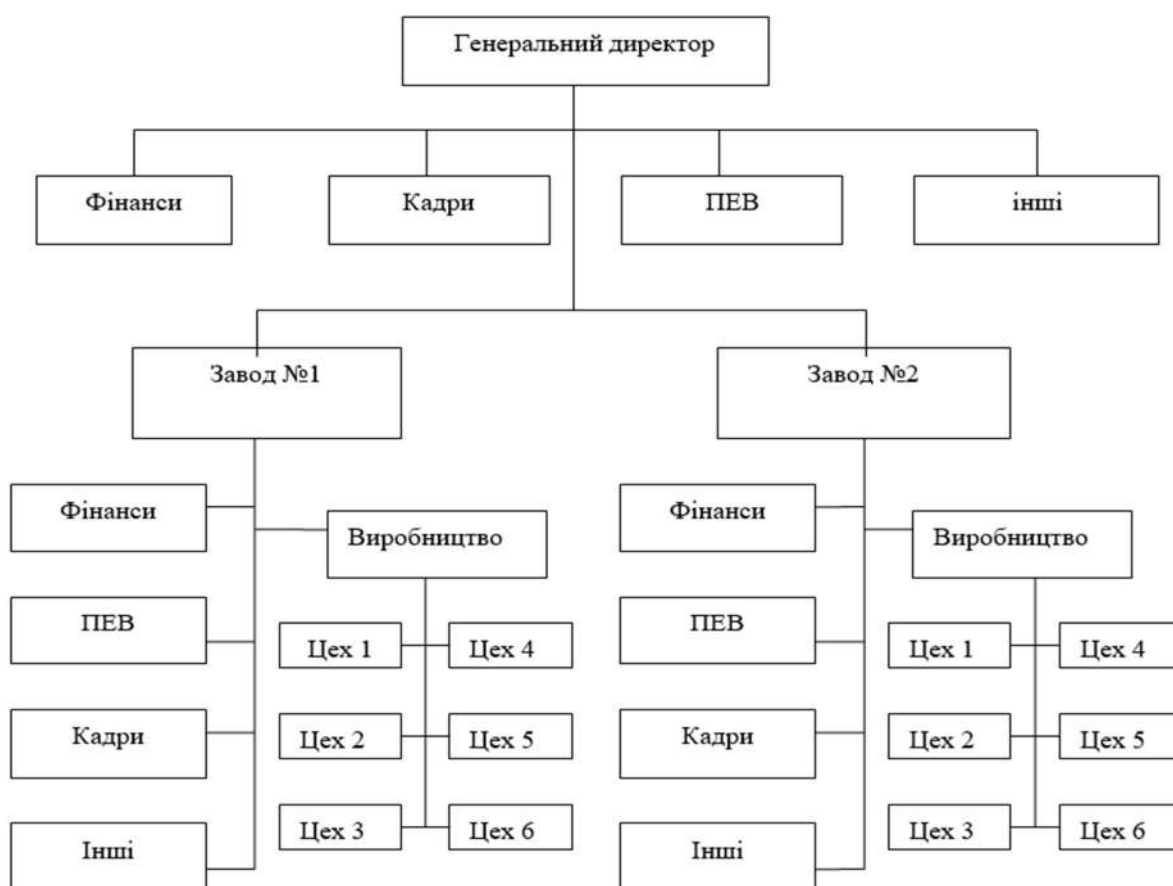 Генеральний директор
Фінанси
Кадри
ПЕВ
інші
Завод №1
Завод №2
Фінанси
Виробництво
ПЕВ
Цех 1
Цех 4
Кадри
Цех 2
Цех 5
Цех 3
Цех 6
Інші
Фінанси
Виробництво
ПЕВ
Цех 1
Цех 4
Кадри
Цех 2
Цех 5
Цех 3
Цех 6
Інші